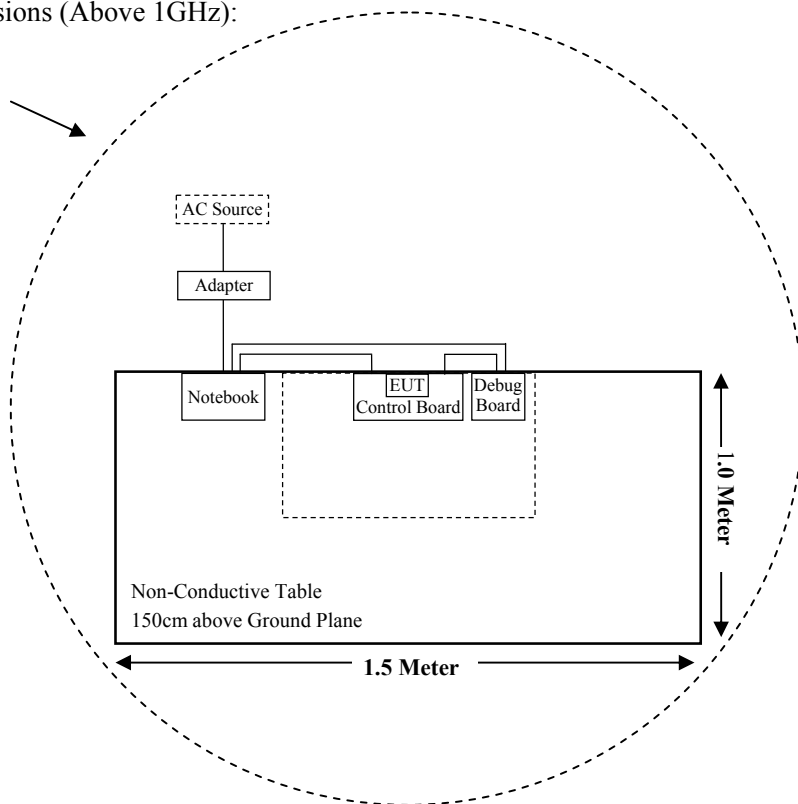 sions (Above 1GHz):
AC Source
Adapter
Notebook
EUT
Control Board
Debug
Board
1.0 Meter
Non-Conductive Table
150cm above Ground Plane
1.5 Meter